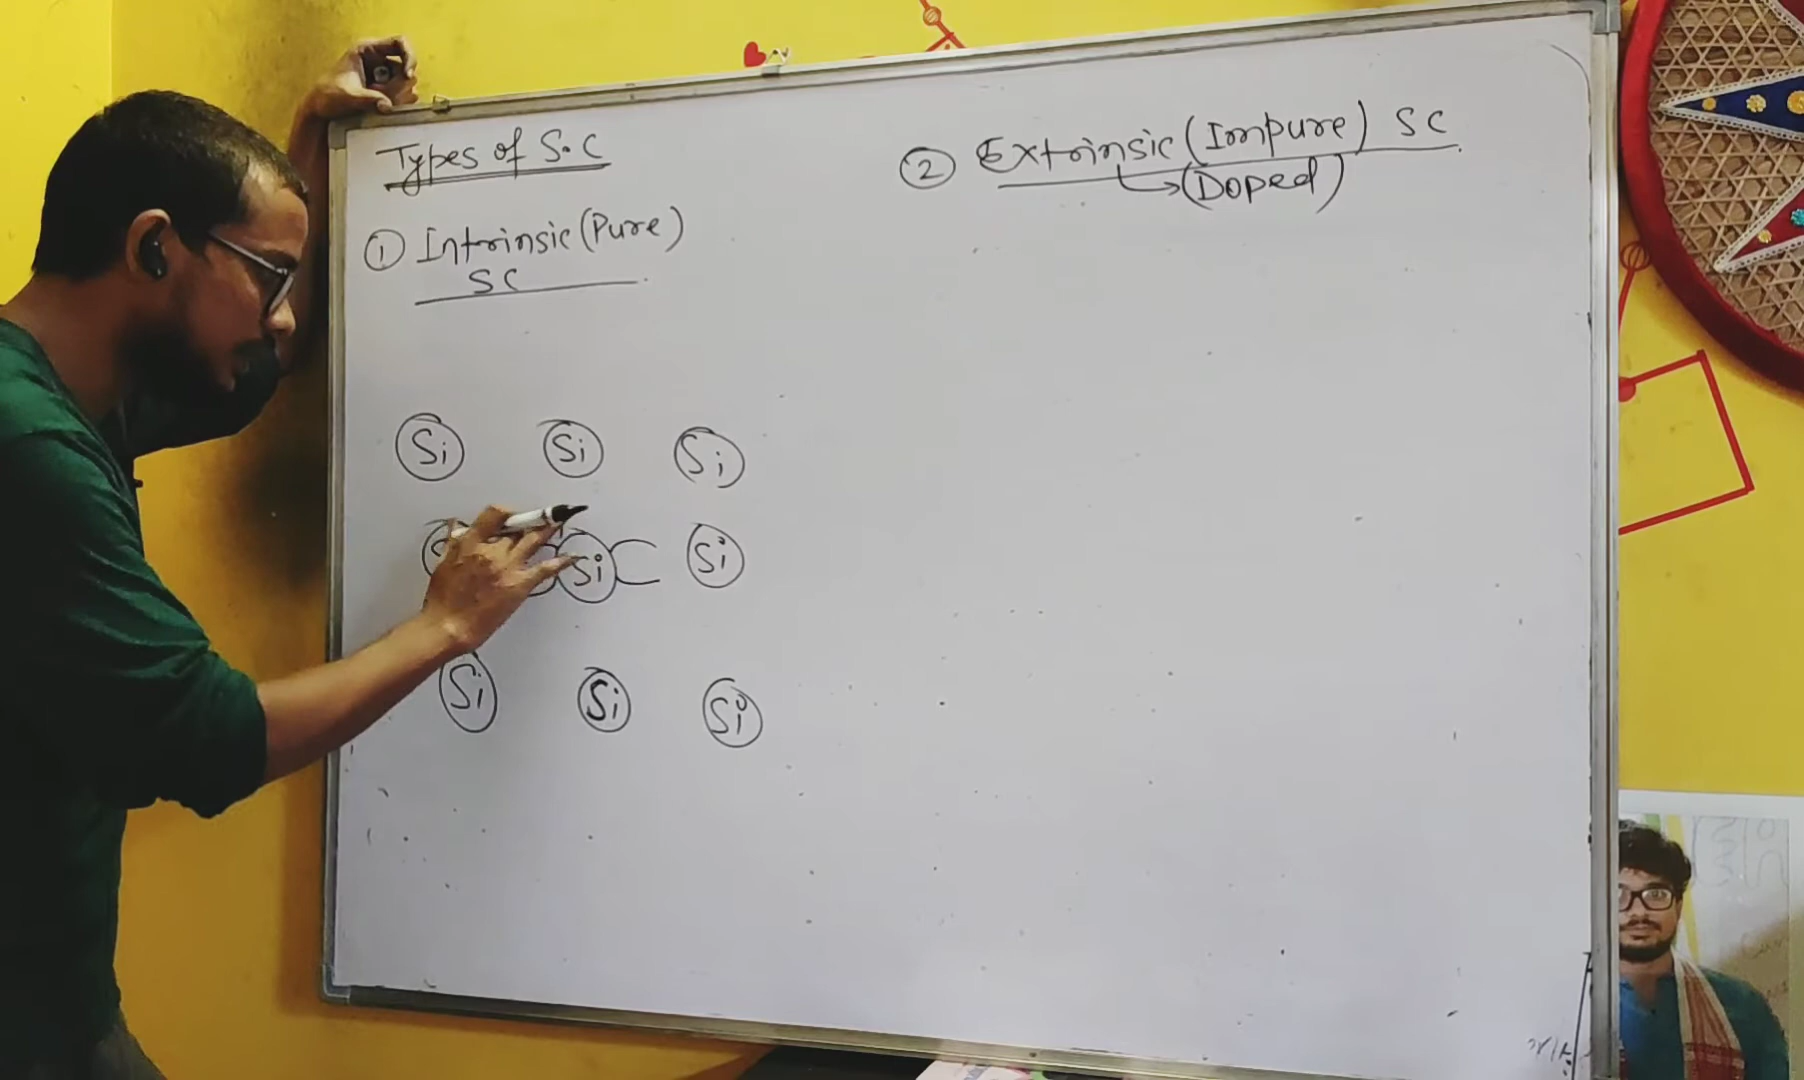 Types of S.C
① Intrinsic (Pure)
SC
② Extrinsic (Impure) SC
(Doped)
Si Si Si
Si Si
Si Si Si